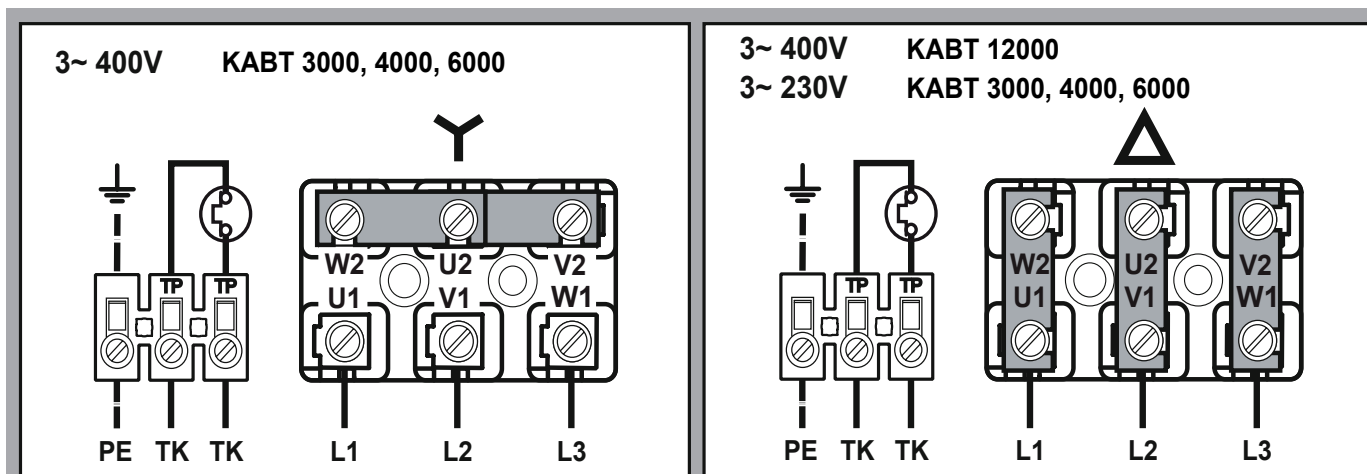 3~ 400V KABT 3000, 4000, 6000
TP TP
W2 U2 V2
U1 V1 W1
PE TK TK L1 L2 L3
3~ 400V KABT 12000
3~ 230V KABT 3000, 4000, 6000
TP TP
W2 U2 V2
U1 V1 W1
PE TK TK L1 L2 L3